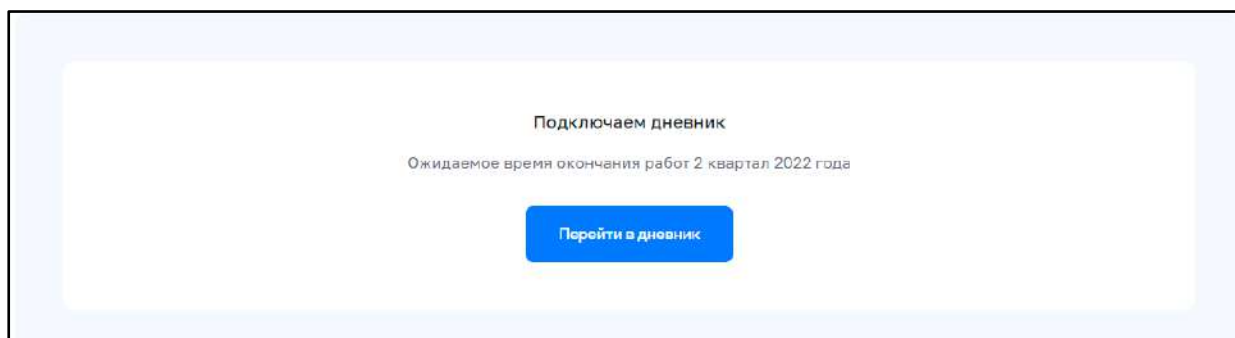 Подключаем дневник
Ожидаемое время окончания работ 2 квартал 2022 года
Перейти в дневник